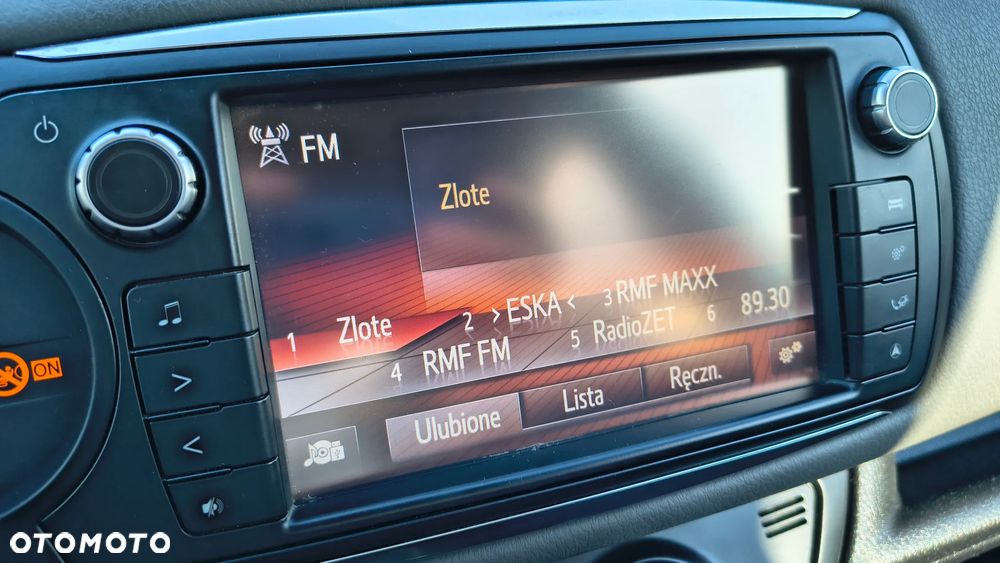 FM
Zlote
1 Zlote 2 >ESKA< 3 RMF MAXX
4 RMF FM 5 RadioZET 6 89.30
Ulubione Lista Ręczn.
ON
OTOMOTO